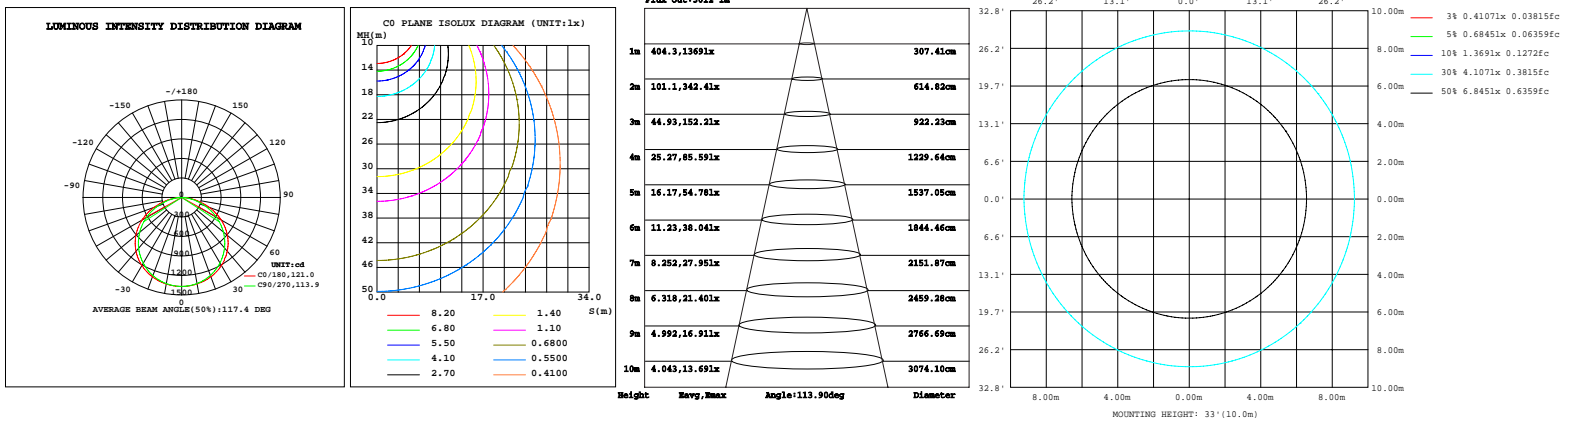 LUMINOUS INTENSITY DISTRIBUTION DIAGRAM
-/+180
-150 150
-120 120
-90 0 90
300
600
900
1200
1500
60
-30 30
0
UNIT:cd
C0/180,121.0
C90/270,113.9
AVERAGE BEAM ANGLE(50%):117.4 DEG
C0 PLANE ISOLUX DIAGRAM (UNIT:lx)
MH(m)
10
14
18
22
26
30
34
38
42
46
50
0.0 17.0 34.0
S(m)
8.20 1.40
6.80 1.10
5.50 0.6800
4.10 0.5500
2.70 0.4100
1m 404.3,1369lx 307.41cm
2m 101.1,342.4lx 614.82cm
3m 44.93,152.2lx 922.23cm
4m 25.27,85.59lx 1229.64cm
5m 16.17,54.78lx 1537.05cm
6m 11.23,38.04lx 1844.46cm
7m 8.252,27.95lx 2151.87cm
8m 6.318,21.40lx 2459.28cm
9m 4.992,16.91lx 2766.69cm
10m 4.043,13.69lx 3074.10cm
Height Eavg,Emax Angle:113.90deg Diameter
26.2' 13.1' 0.0' 13.1' 26.2'
32.8' 10.00m
26.2' 8.00m
19.7' 6.00m
13.1' 4.00m
6.6' 2.00m
0.0' 0.00m
6.6' 2.00m
13.1' 4.00m
19.7' 6.00m
26.2' 8.00m
32.8' 10.00m
8.00m 4.00m 0.00m 4.00m 8.00m
MOUNTING HEIGHT: 33'(10.0m)
3% 0.4107lx 0.03815fc
5% 0.6845lx 0.06359fc
10% 1.369lx 0.1272fc
30% 4.107lx 0.3815fc
50% 6.845lx 0.6359fc